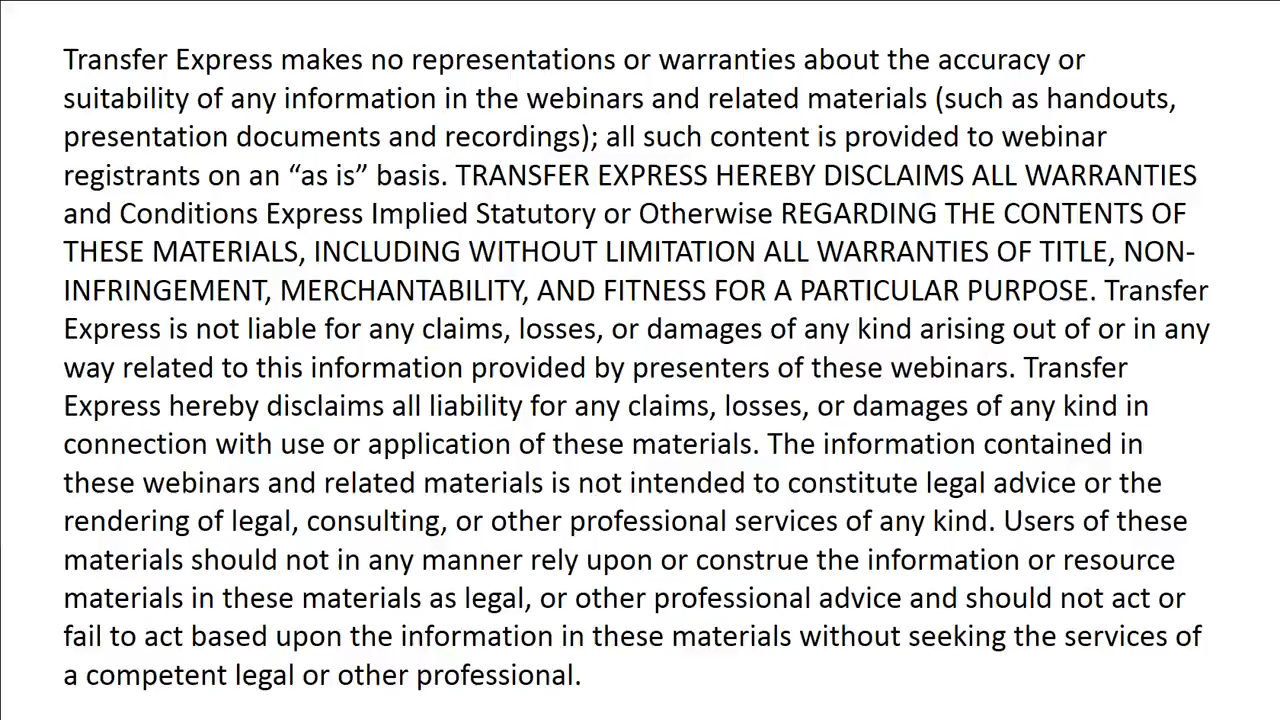 Transfer Express makes no representations or warranties about the accuracy or
suitability of any information in the webinars and related materials (such as handouts,
presentation documents and recordings); all such content is provided to webinar
registrants on an “as is” basis. TRANSFER EXPRESS HEREBY DISCLAIMS ALL WARRANTIES
and Conditions Express Implied Statutory or Otherwise REGARDING THE CONTENTS OF
THESE MATERIALS, INCLUDING WITHOUT LIMITATION ALL WARRANTIES OF TITLE, NON-
INFRINGEMENT, MERCHANTABILITY, AND FITNESS FOR A PARTICULAR PURPOSE. Transfer
Express is not liable for any claims, losses, or damages of any kind arising out of or in any
way related to this information provided by presenters of these webinars. Transfer
Express hereby disclaims all liability for any claims, losses, or damages of any kind in
connection with use or application of these materials. The information contained in
these webinars and related materials is not intended to constitute legal advice or the
rendering of legal, consulting, or other professional services of any kind. Users of these
materials should not in any manner rely upon or construe the information or resource
materials in these materials as legal, or other professional advice and should not act or
fail to act based upon the information in these materials without seeking the services of
a competent legal or other professional.